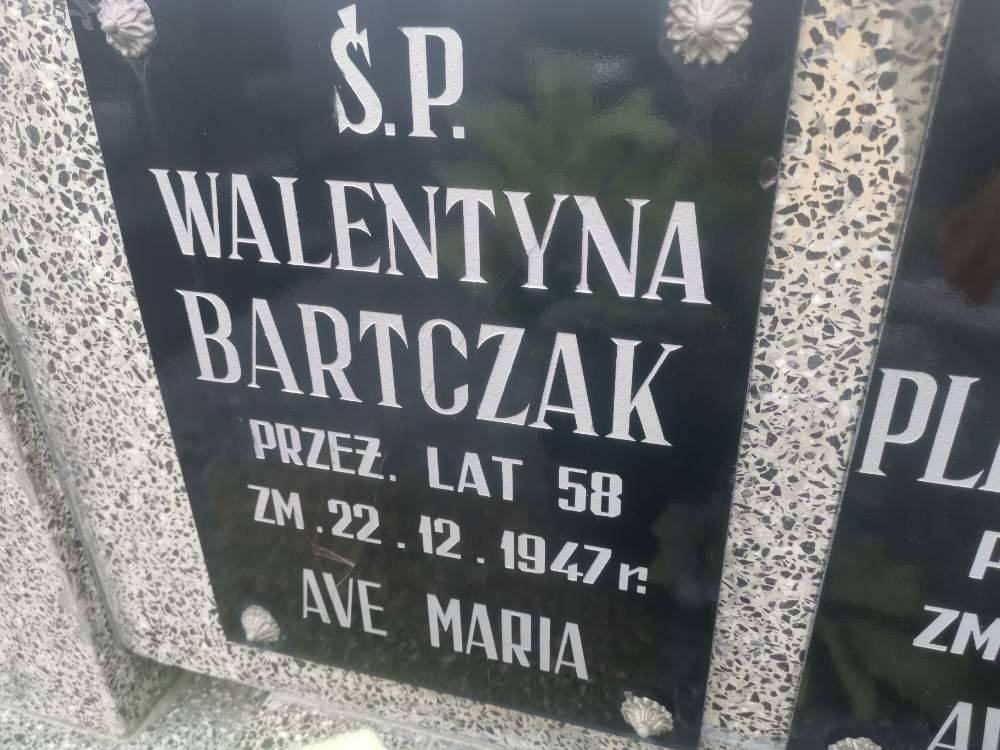 Ś.P.
WALENTYNA
BARTCZAK
PRZEŻ. LAT 58
ZM. 22. 12. 1947 r.
AVE MARIA